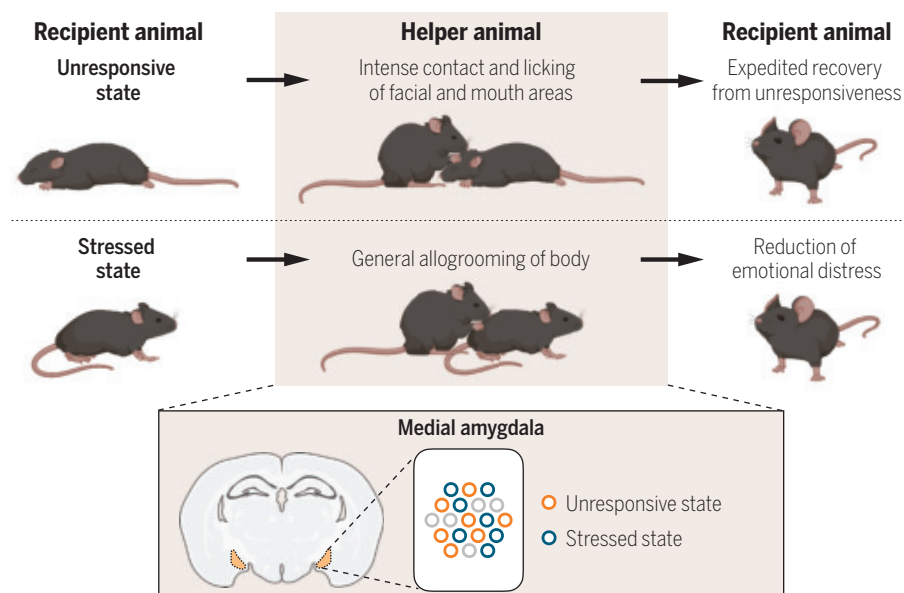 Recipient animal
Helper animal
Recipient animal
Unresponsive
state
Intense contact and licking
of facial and mouth areas
Expedited recovery
from unresponsiveness
Stressed
state
General allogrooming of body
Reduction of
emotional distress
Medial amygdala
Unresponsive state
Stressed state